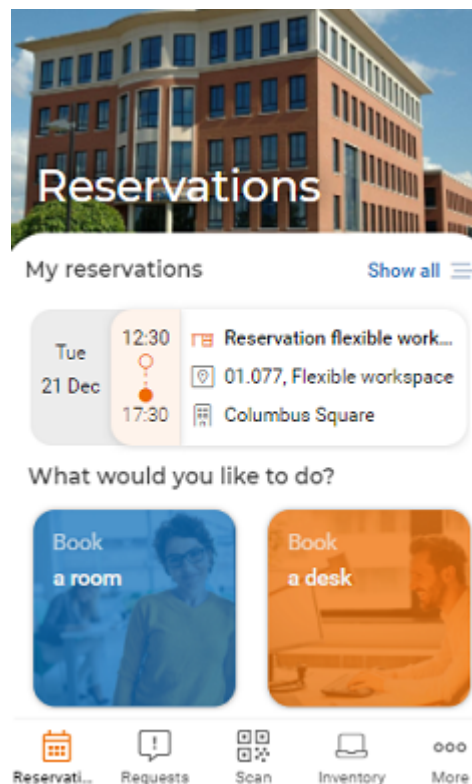 Reservations
My reservations
Show all
Tue
21 Dec
12:30
17:30
Reservation flexible work...
01.077, Flexible workspace
Columbus Square
What would you like to do?
Book
a room
Book
a desk
Reservati...
Requests
Scan
Inventory
More